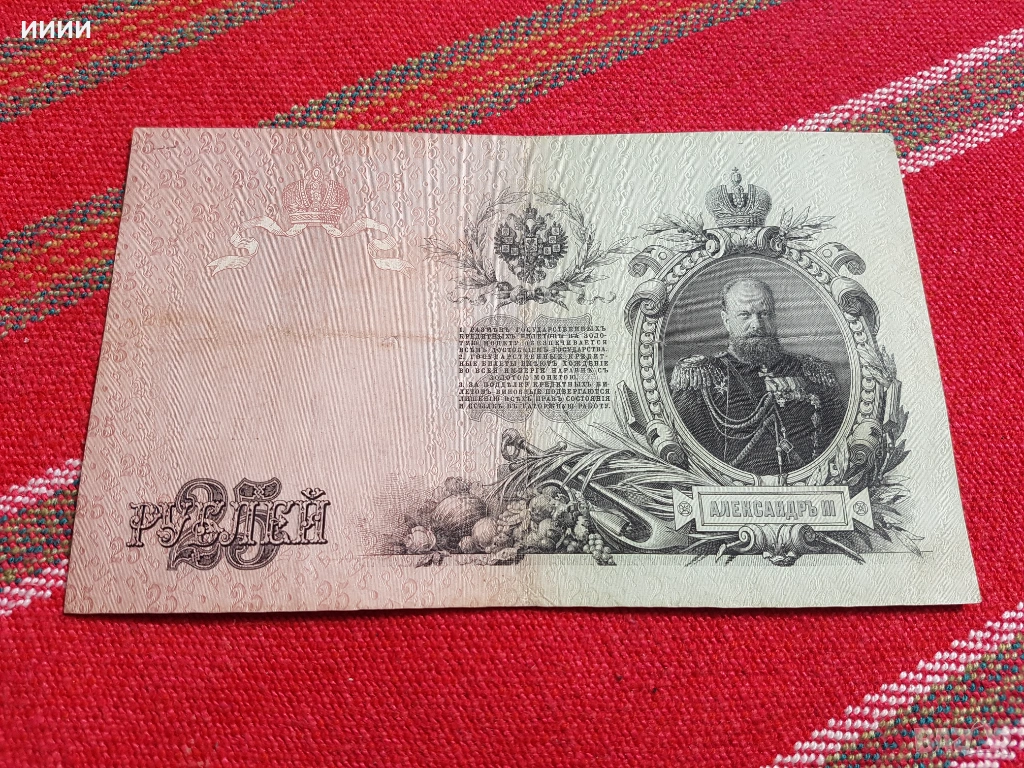 ииии
1. РАЗМѢНЪ ГОСУДАРСТВЕННЫХЪ
КРЕДИТНЫХЪ БИЛЕТОВЪ НА ЗОЛО-
ТУЮ МОНЕТУ ОБЕЗПЕЧИВАЕТСЯ
ВСѢМЪ ДОСТОЯНІЕМЪ ГОСУДАРСТВА.
2. ГОСУДАРСТВЕННЫЕ КРЕДИТ-
НЫЕ БИЛЕТЫ ИМѢЮТЪ ХОЖДЕНІЕ
ВО ВСЕЙ ИМПЕРІИ НАРАВНѢ СЪ
ЗОЛОТОЮ МОНЕТОЮ.
3. ЗА ПОДДѢЛКУ КРЕДИТНЫХЪ БИ-
ЛЕТОВЪ ВИНОВНЫЕ ПОДВЕРГАЮТСЯ
ЛИШЕНІЮ ВСѢХЪ ПРАВЪ СОСТОЯНІЯ
И ССЫЛКѢ ВЪ КАТОРЖНУЮ РАБОТУ.
25
РУБЛЕЙ
АЛЕКСАНДРЪ III